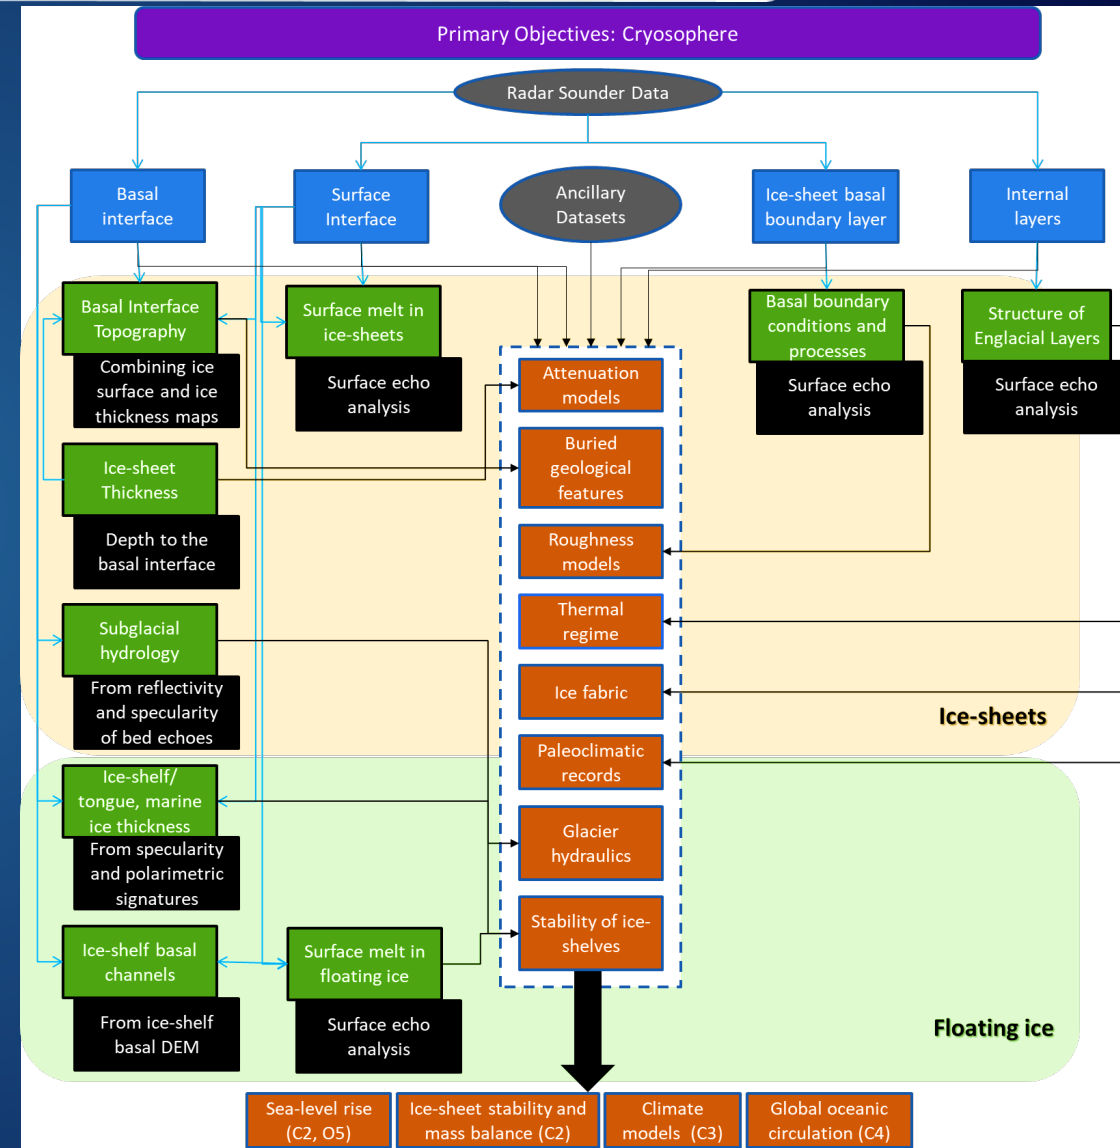 Primary Objectives: Cryosophere
Radar Sounder Data
Basal
interface
Surface
Interface
Ancillary
Datasets
Ice-sheet basal
boundary layer
Internal
layers
Basal Interface
Topography
Combining ice
surface and ice
thickness maps
Surface melt in
ice-sheets
Surface echo
analysis
Basal boundary
conditions and
processes
Surface echo
analysis
Structure of
Englacial Layers
Surface echo
analysis
Attenuation
models
Buried
geological
features
Roughness
models
Thermal
regime
Ice fabric
Paleoclimatic
records
Glacier
hydraulics
Stability of ice-
shelves
Ice-sheet
Thickness
Depth to the
basal interface
Subglacial
hydrology
From reflectivity
and specularity
of bed echoes
Ice-sheets
Ice-shelf/
tongue, marine
ice thickness
From specularity
and polarimetric
signatures
Ice-shelf basal
channels
From ice-shelf
basal DEM
Surface melt in
floating ice
Surface echo
analysis
Floating ice
Sea-level rise
(C2, O5)
Ice-sheet stability and
mass balance (C2)
Climate
models (C3)
Global oceanic
circulation (C4)